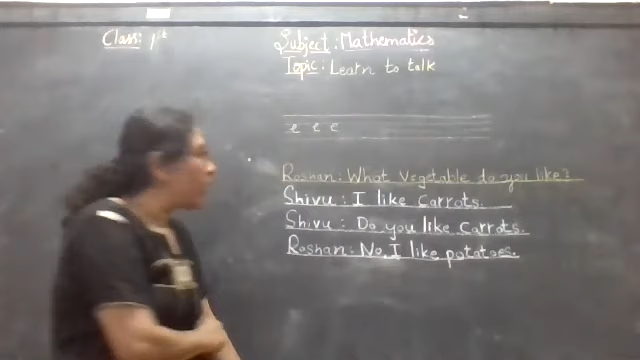 Class: 1st
Subject: Mathematics
Topic: Learn to talk
e e e
Roshan: What Vegetable do you like?
Shivu: I like carrots.
Shivu: Do you like Carrots.
Roshan: No, I like potatoes.